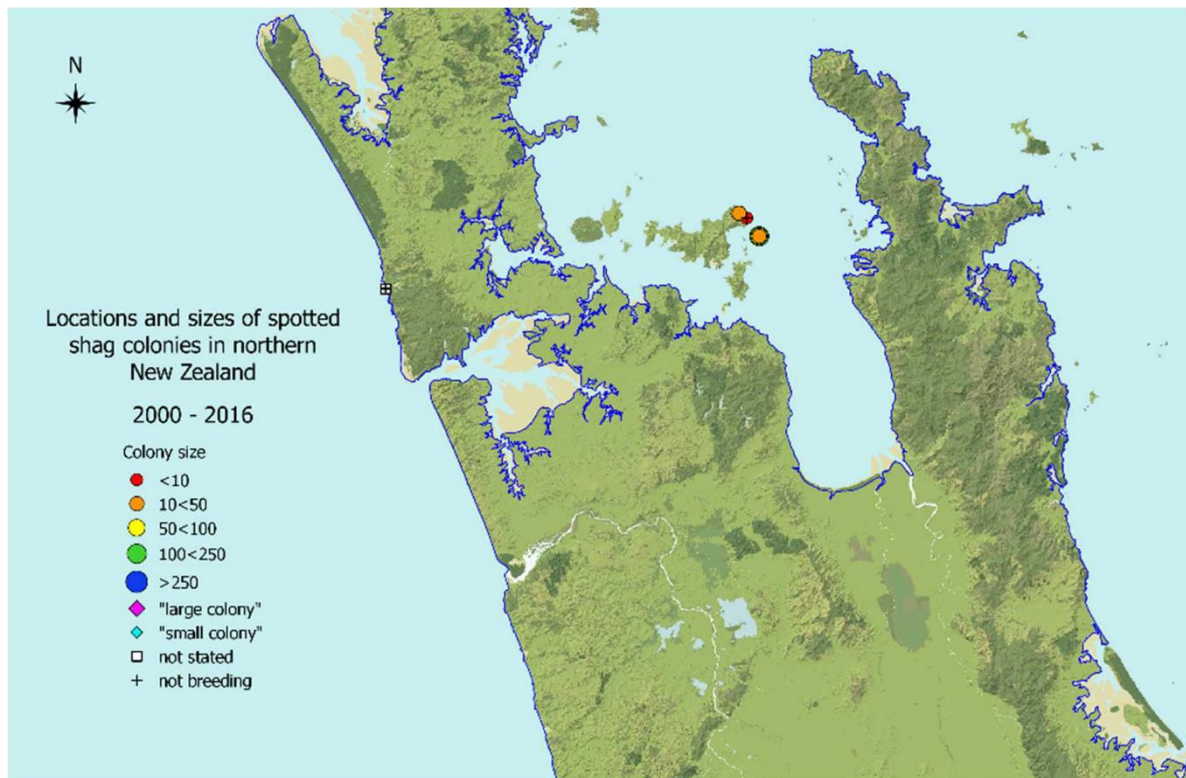 N
Locations and sizes of spotted
shag colonies in northern
New Zealand
2000 - 2016
Colony size
<10
10<50
50<100
100<250
>250
"large colony"
"small colony"
not stated
not breeding